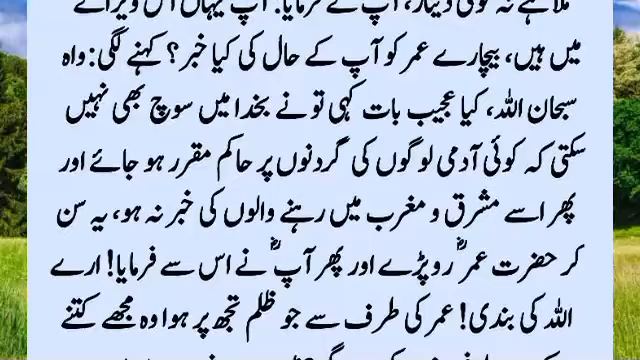 ملا ہے نہ کوئی دینار، آپ نے فرمایا: آپ یہاں اس ویرانے
میں ہیں، بیچارے عمر کو آپ کے حال کی کیا خبر؟ کہنے لگی: واہ
سبحان اللہ، کیا عجیب بات کہی تو نے بخدا میں سوچ بھی نہیں
سکتی کہ کوئی آدمی لوگوں کی گردنوں پر حاکم مقرر ہو جائے اور
پھر اسے مشرق و مغرب میں رہنے والوں کی خبر نہ ہو، یہ سن
کر حضرت عمرؓ رو پڑے اور پھر آپؓ نے اس سے فرمایا! ارے
اللہ کی بندی! عمر کی طرف سے جو ظلم تجھ پر ہوا وہ مجھے کتنے